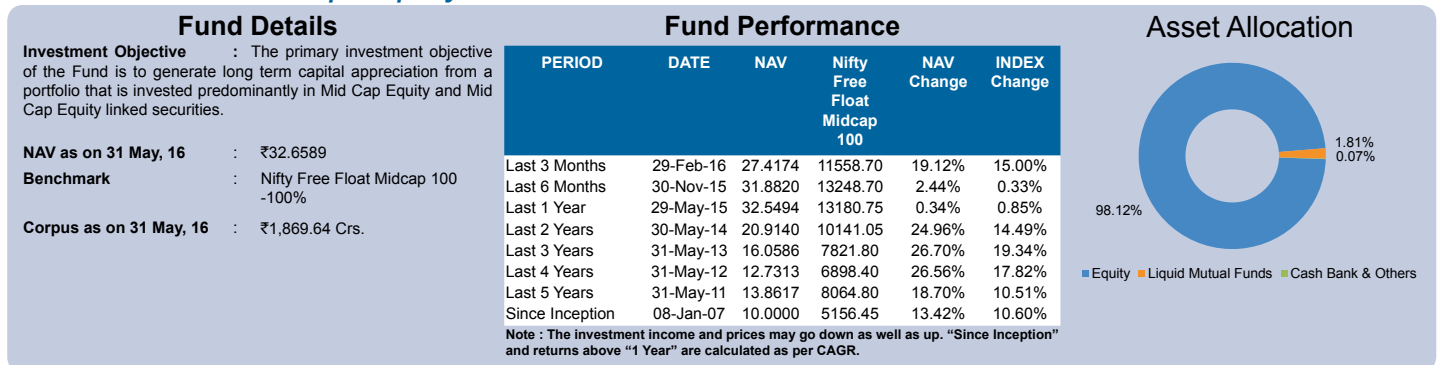 Fund Details
Investment Objective : The primary investment objective
of the Fund is to generate long term capital appreciation from a
portfolio that is invested predominantly in Mid Cap Equity and Mid
Cap Equity linked securities.
NAV as on 31 May, 16 : ₹32.6589
Benchmark : Nifty Free Float Midcap 100
-100%
Corpus as on 31 May, 16 : ₹1,869.64 Crs.
Fund Performance
PERIOD DATE NAV Nifty Free Float Midcap 100 NAV Change INDEX Change
Last 3 Months 29-Feb-16 27.4174 11558.70 19.12% 15.00%
Last 6 Months 30-Nov-15 31.8820 13248.70 2.44% 0.33%
Last 1 Year 29-May-15 32.5494 13180.75 0.34% 0.85%
Last 2 Years 30-May-14 20.9140 10141.05 24.96% 14.49%
Last 3 Years 31-May-13 16.0586 7821.80 26.70% 19.34%
Last 4 Years 31-May-12 12.7313 6898.40 26.56% 17.82%
Last 5 Years 31-May-11 13.8617 8064.80 18.70% 10.51%
Since Inception 08-Jan-07 10.0000 5156.45 13.42% 10.60%
Note : The investment income and prices may go down as well as up. “Since Inception”
and returns above “1 Year” are calculated as per CAGR.
Asset Allocation
1.81%
0.07%
98.12%
Equity Liquid Mutual Funds Cash Bank & Others